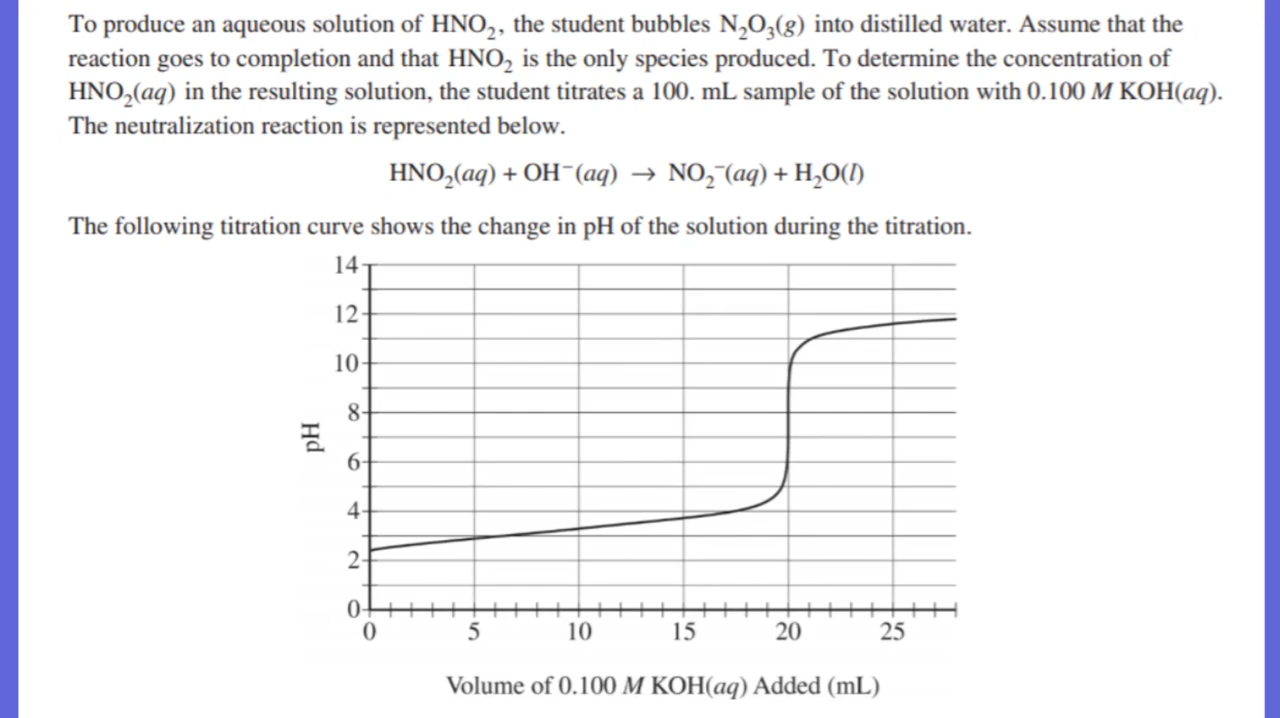 To produce an aqueous solution of HNO₂, the student bubbles N₂O₃(g) into distilled water. Assume that the
reaction goes to completion and that HNO₂ is the only species produced. To determine the concentration of
HNO₂(aq) in the resulting solution, the student titrates a 100. mL sample of the solution with 0.100 M KOH(aq).
The neutralization reaction is represented below.
HNO₂(aq) + OH⁻(aq) → NO₂⁻(aq) + H₂O(l)
The following titration curve shows the change in pH of the solution during the titration.
14
12
10
8
pH
6
4
2
0
0 5 10 15 20 25
Volume of 0.100 M KOH(aq) Added (mL)